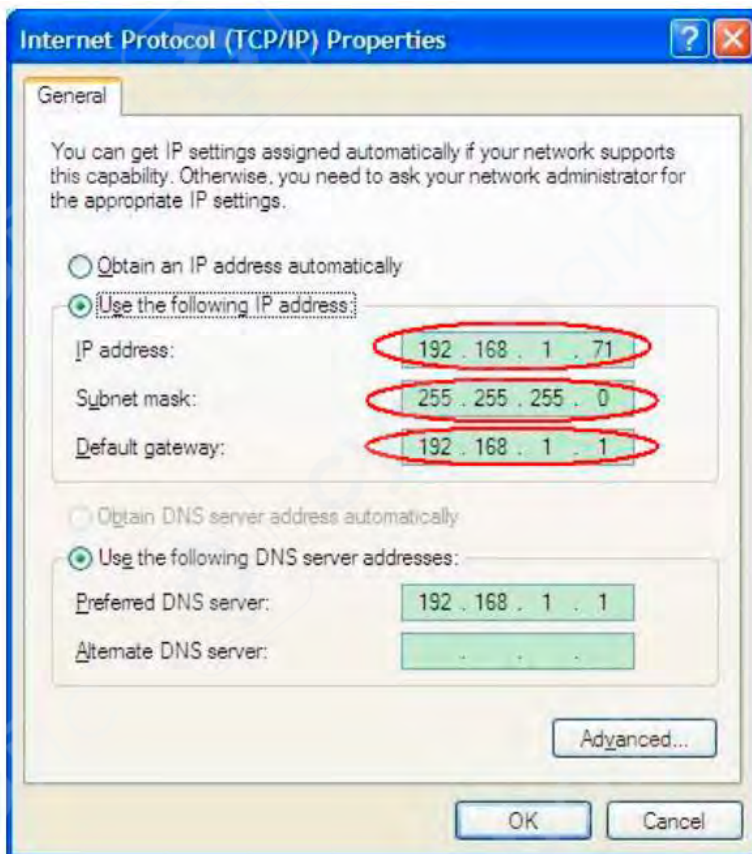 Internet Protocol (TCP/IP) Properties
General
You can get IP settings assigned automatically if your network supports
this capability. Otherwise, you need to ask your network administrator for
the appropriate IP settings.
Obtain an IP address automatically
Use the following IP address:
IP address: 192 . 168 . 1 . 71
Subnet mask: 255 . 255 . 255 . 0
Default gateway: 192 . 168 . 1 . 1
Obtain DNS server address automatically
Use the following DNS server addresses:
Preferred DNS server: 192 . 168 . 1 . 1
Alternate DNS server: . . .
Advanced...
OK Cancel